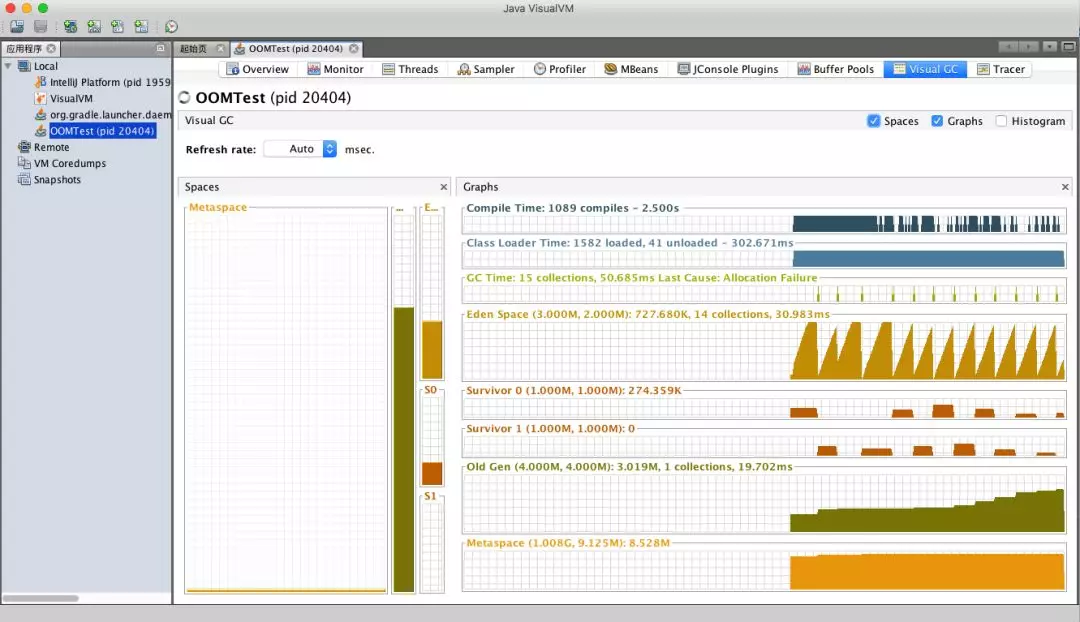 Java VisualVM
应用程序
Local
IntelliJ Platform (pid 1959
VisualVM
org.gradle.launcher.daem
OOMTest (pid 20404)
Remote
VM Coredumps
Snapshots
起始页 OOMTest (pid 20404)
Overview Monitor Threads Sampler Profiler MBeans JConsole Plugins Buffer Pools Visual GC Tracer
OOMTest (pid 20404)
Visual GC Spaces Graphs Histogram
Refresh rate: Auto msec.
Spaces
Metaspace ... E...
S0
S1
Graphs
Compile Time: 1089 compiles - 2.500s
Class Loader Time: 1582 loaded, 41 unloaded - 302.671ms
GC Time: 15 collections, 50.685ms Last Cause: Allocation Failure
Eden Space (3.000M, 2.000M): 727.680K, 14 collections, 30.983ms
Survivor 0 (1.000M, 1.000M): 274.359K
Survivor 1 (1.000M, 1.000M): 0
Old Gen (4.000M, 4.000M): 3.019M, 1 collections, 19.702ms
Metaspace (1.008G, 9.125M): 8.528M